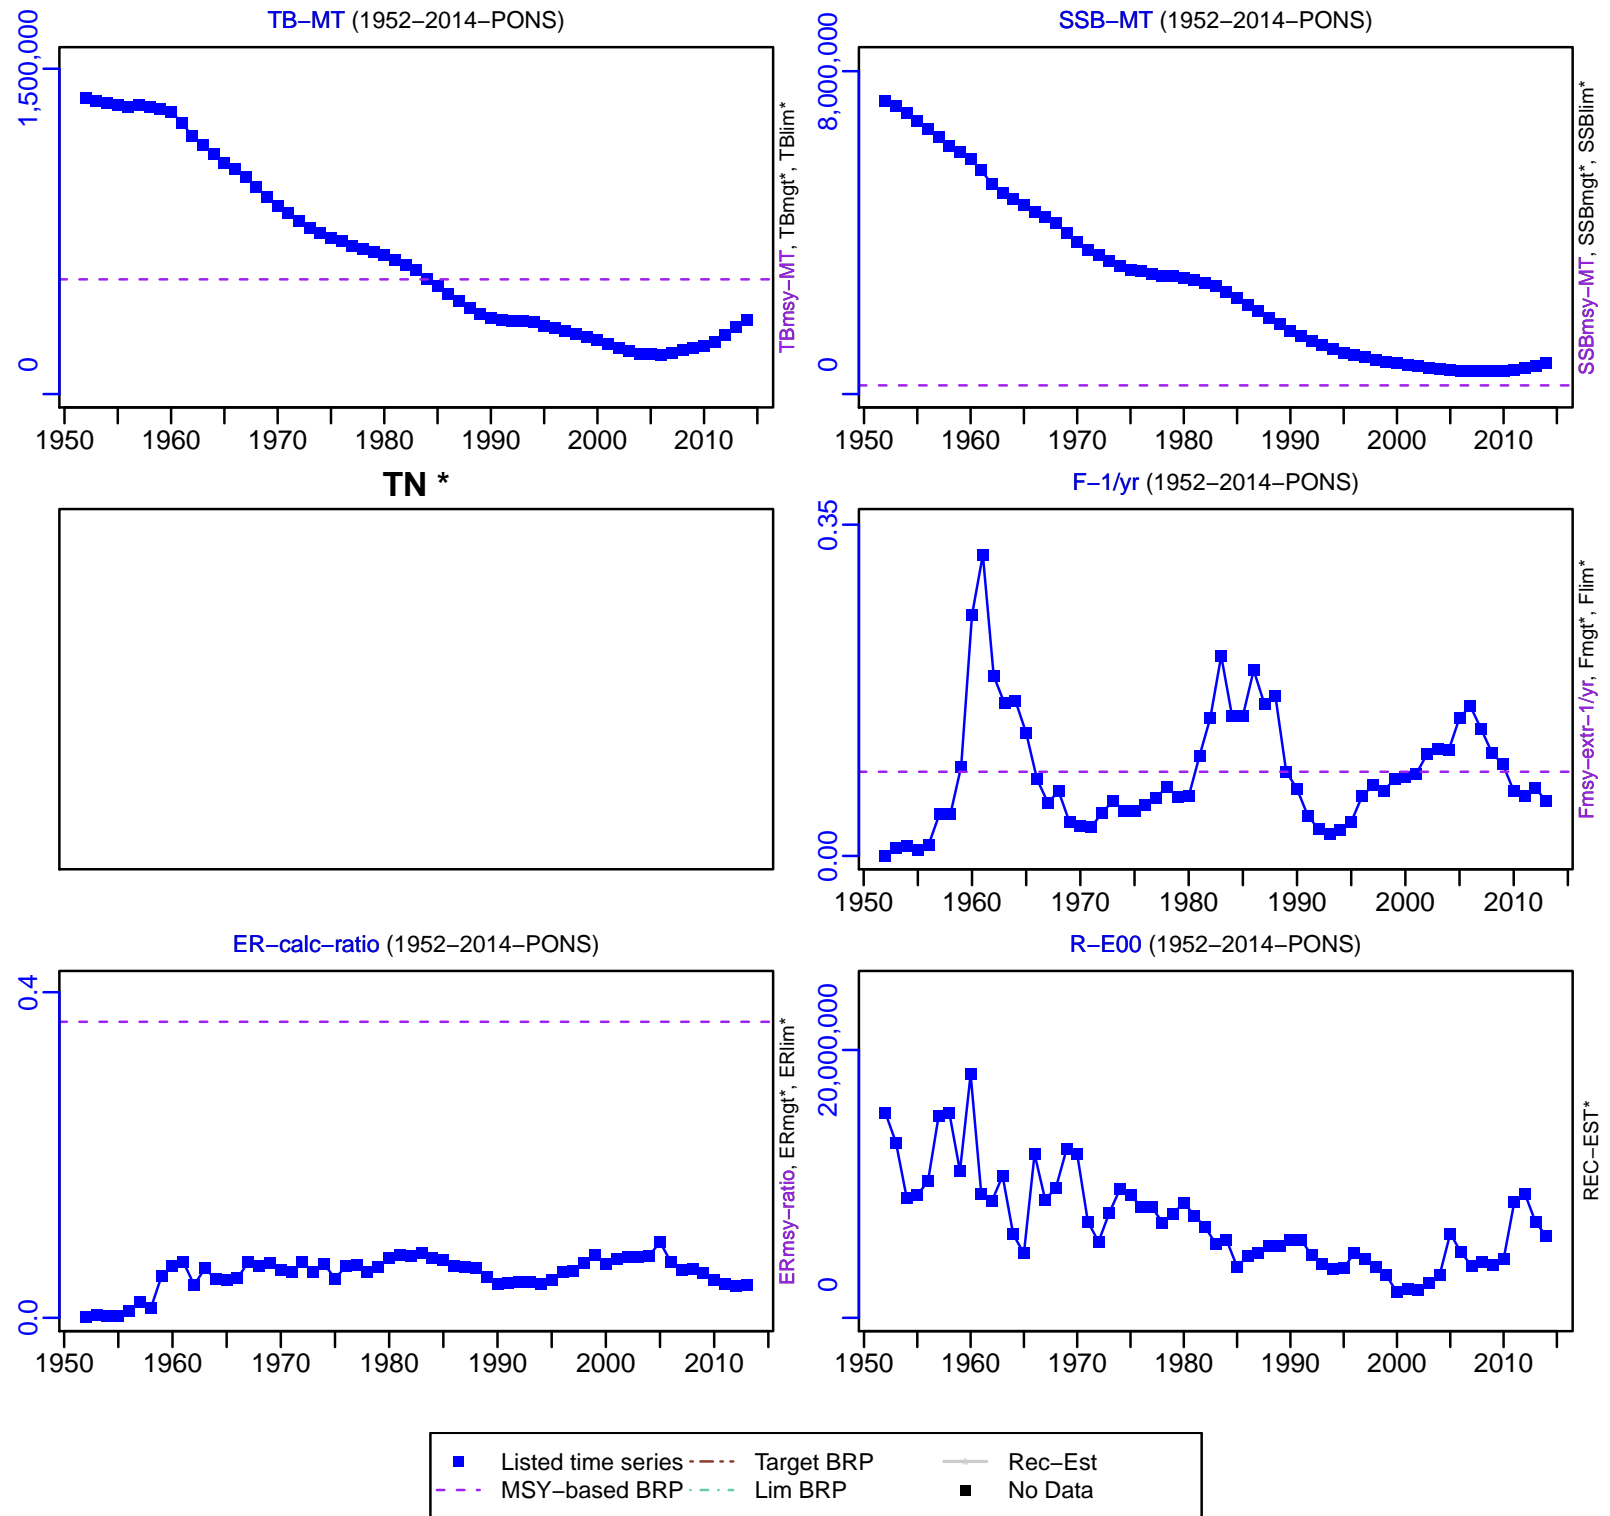 TB−MT (1952−2014−PONS)
1,500,000
0
TBmsy−MT, TBmgt*, TBlim*
1950 1960 1970 1980 1990 2000 2010
SSB−MT (1952−2014−PONS)
8,000,000
0
SSBmsy−MT, SSBmgt*, SSBlim*
1950 1960 1970 1980 1990 2000 2010
TN *
F−1/yr (1952−2014−PONS)
0.35
0.00
Fmsy−extr−1/yr, Fmgt*, Flim*
1950 1960 1970 1980 1990 2000 2010
ER−calc−ratio (1952−2014−PONS)
0.4
0.0
ERmsy−ratio, ERmgt*, ERlim*
1950 1960 1970 1980 1990 2000 2010
R−E00 (1952−2014−PONS)
20,000,000
0
REC−EST*
1950 1960 1970 1980 1990 2000 2010
Listed time series Target BRP Rec−Est
MSY−based BRP Lim BRP No Data